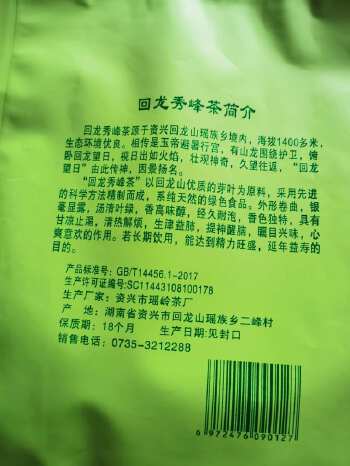 回龙秀峰茶简介
回龙秀峰茶原于资兴回龙山瑶族乡境内，海拔1400多米，
生态环境优良。相传是玉帝避暑行宫，有山龙围绕护卫，俯
卧回龙望日，视日出如火焰，壮观神奇，久望往返，“回龙
望日”由此传神，因景扬名。
“回龙秀峰茶”以回龙山优质的芽叶为原料，采用先进
的科学方法精制而成，系纯天然的绿色食品。外形卷曲，银
毫显露，汤清叶绿，香高味醇，经久耐泡，香色独特，具有
甘凉止渴，清热解烦，生津益肺，提神醒脑，瞩目兴味，心
爽意欢的作用。若长期饮用，能达到精力旺盛，延年益寿的
目的。
产品标准号：GB/T14456.1-2017
生产许可证编号:SC11443108100178
生产厂家：资兴市瑶岭茶厂
产 地：湖南省资兴市回龙山瑶族乡二峰村
保质期：18个月 生产日期:见封口
销售电话：0735-3212288
6 972476 090127